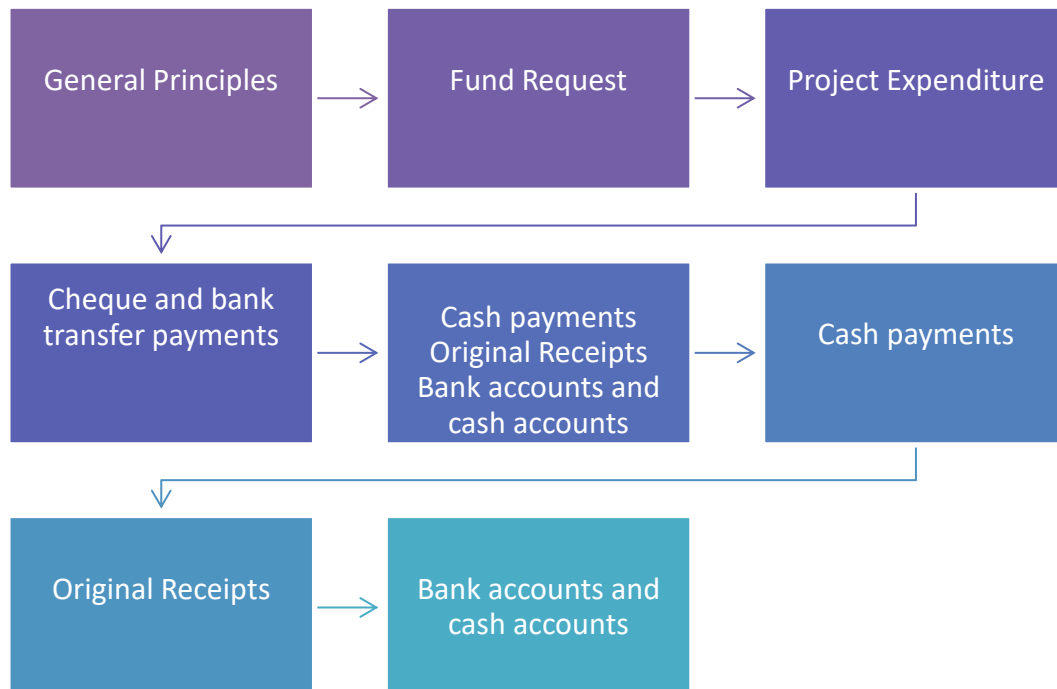 General Principles
Fund Request
Project Expenditure
Cheque and bank
transfer payments
Cash payments
Original Receipts
Bank accounts and
cash accounts
Cash payments
Original Receipts
Bank accounts and
cash accounts